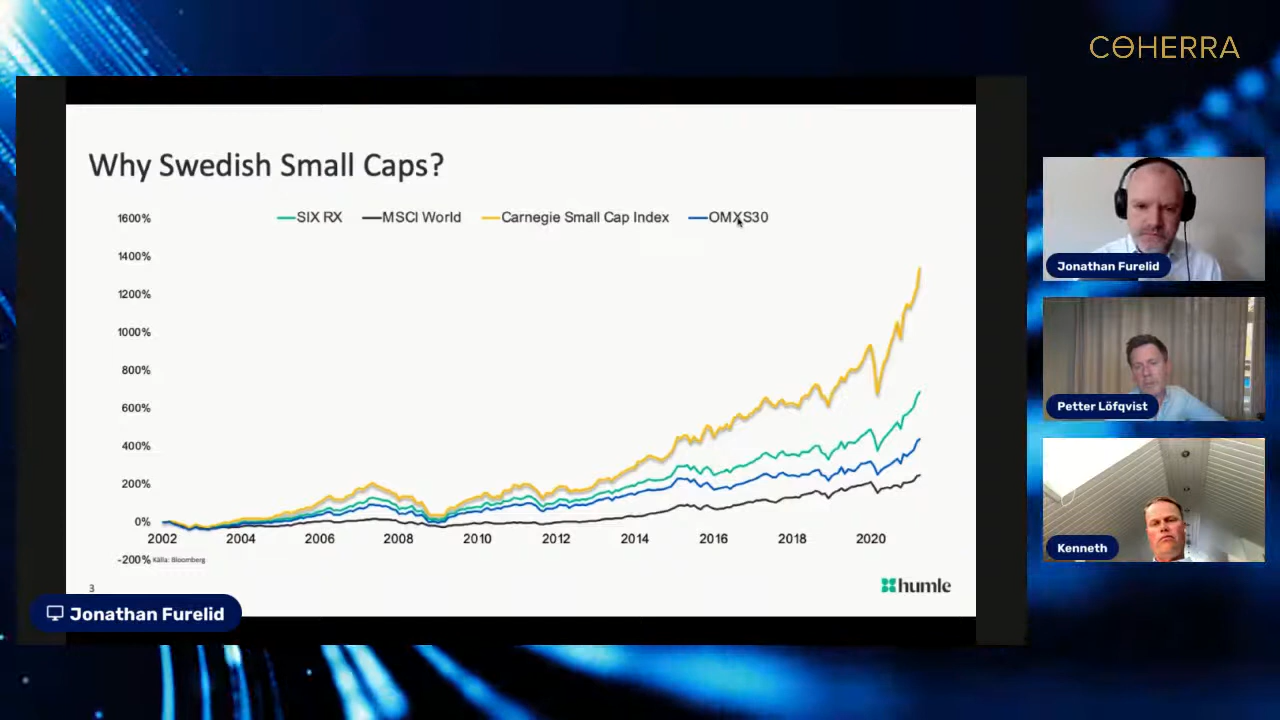 COHERRA
Why Swedish Small Caps?
SIX RX MSCI World Carnegie Small Cap Index OMXS30
1600%
1400%
1200%
1000%
800%
600%
400%
200%
0%
2002 2004 2006 2008 2010 2012 2014 2016 2018 2020
-200% Källa: Bloomberg
3
humle
Jonathan Furelid
Jonathan Furelid
Petter Löfqvist
Kenneth